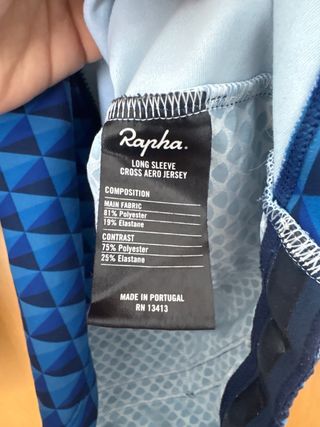 Rapha.
LONG SLEEVE
CROSS AERO JERSEY
COMPOSITION
MAIN FABRIC
81% Polyester
19% Elastane
CONTRAST
75% Polyester
25% Elastane
MADE IN PORTUGAL
RN 13413